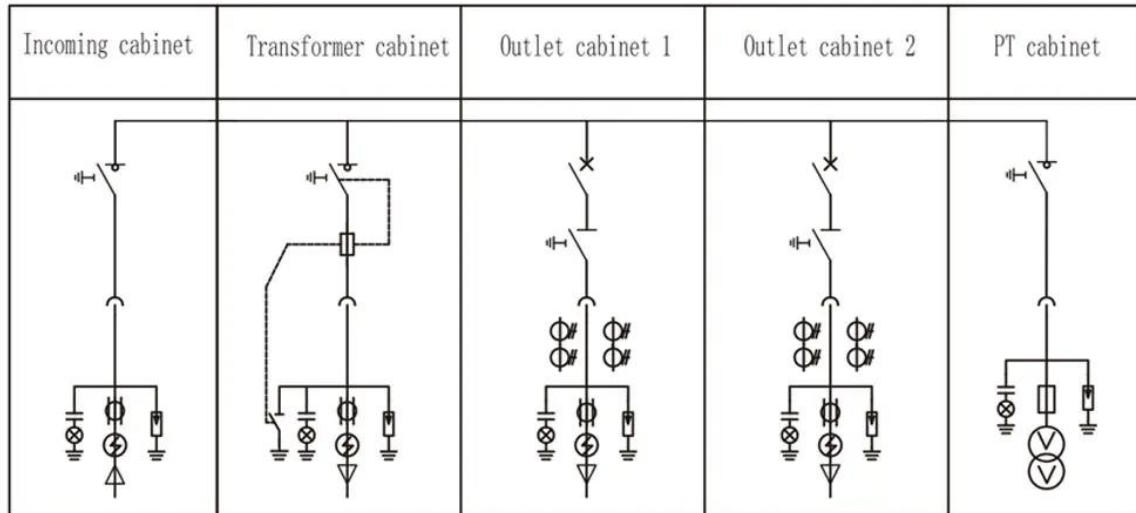 Incoming cabinet
Transformer cabinet
Outlet cabinet 1
Outlet cabinet 2
PT cabinet
V
V